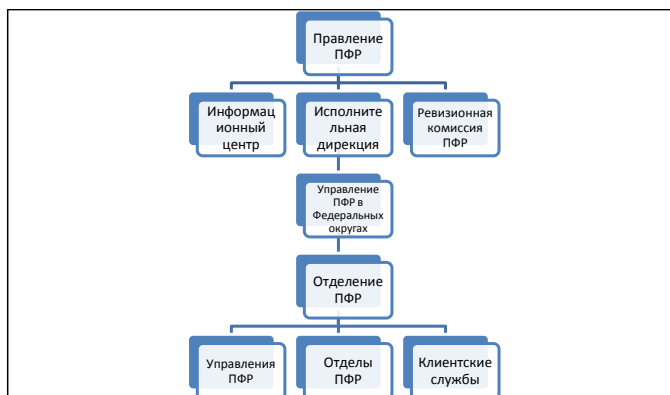 Правление
ПФР
Информац
ионный
центр
Исполните
льная
дирекция
Ревизионная
комиссия
ПФР
Управление
ПФР в
Федеральных
округах
Отделение
ПФР
Управления
ПФР
Отделы
ПФР
Клиентские
службы